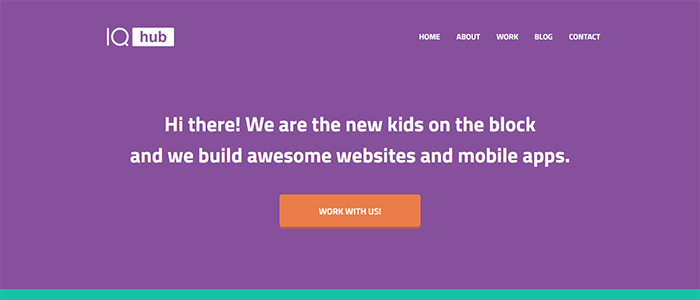 IQ hub
HOME ABOUT WORK BLOG CONTACT
Hi there! We are the new kids on the block
and we build awesome websites and mobile apps.
WORK WITH US!